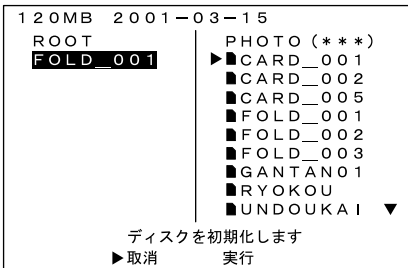 120MB 2001-03-15
ROOT
FOLD_001
PHOTO(***)
▶CARD_001
CARD_002
CARD_005
FOLD_001
FOLD_002
FOLD_003
GANTAN01
RYOKOU
UNDOUKAI ▼
ディスクを初期化します
▶取消 実行